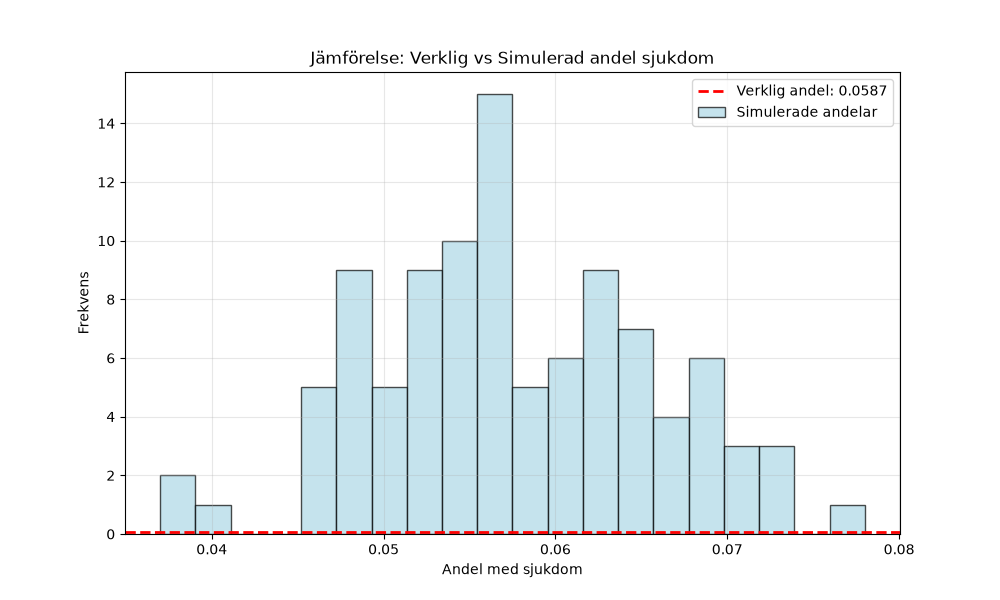 Jämförelse: Verklig vs Simulerad andel sjukdom
Verklig andel: 0.0587
Simulerade andelar
Frekvens
14
12
10
8
6
4
2
0
0.04 0.05 0.06 0.07 0.08
Andel med sjukdom